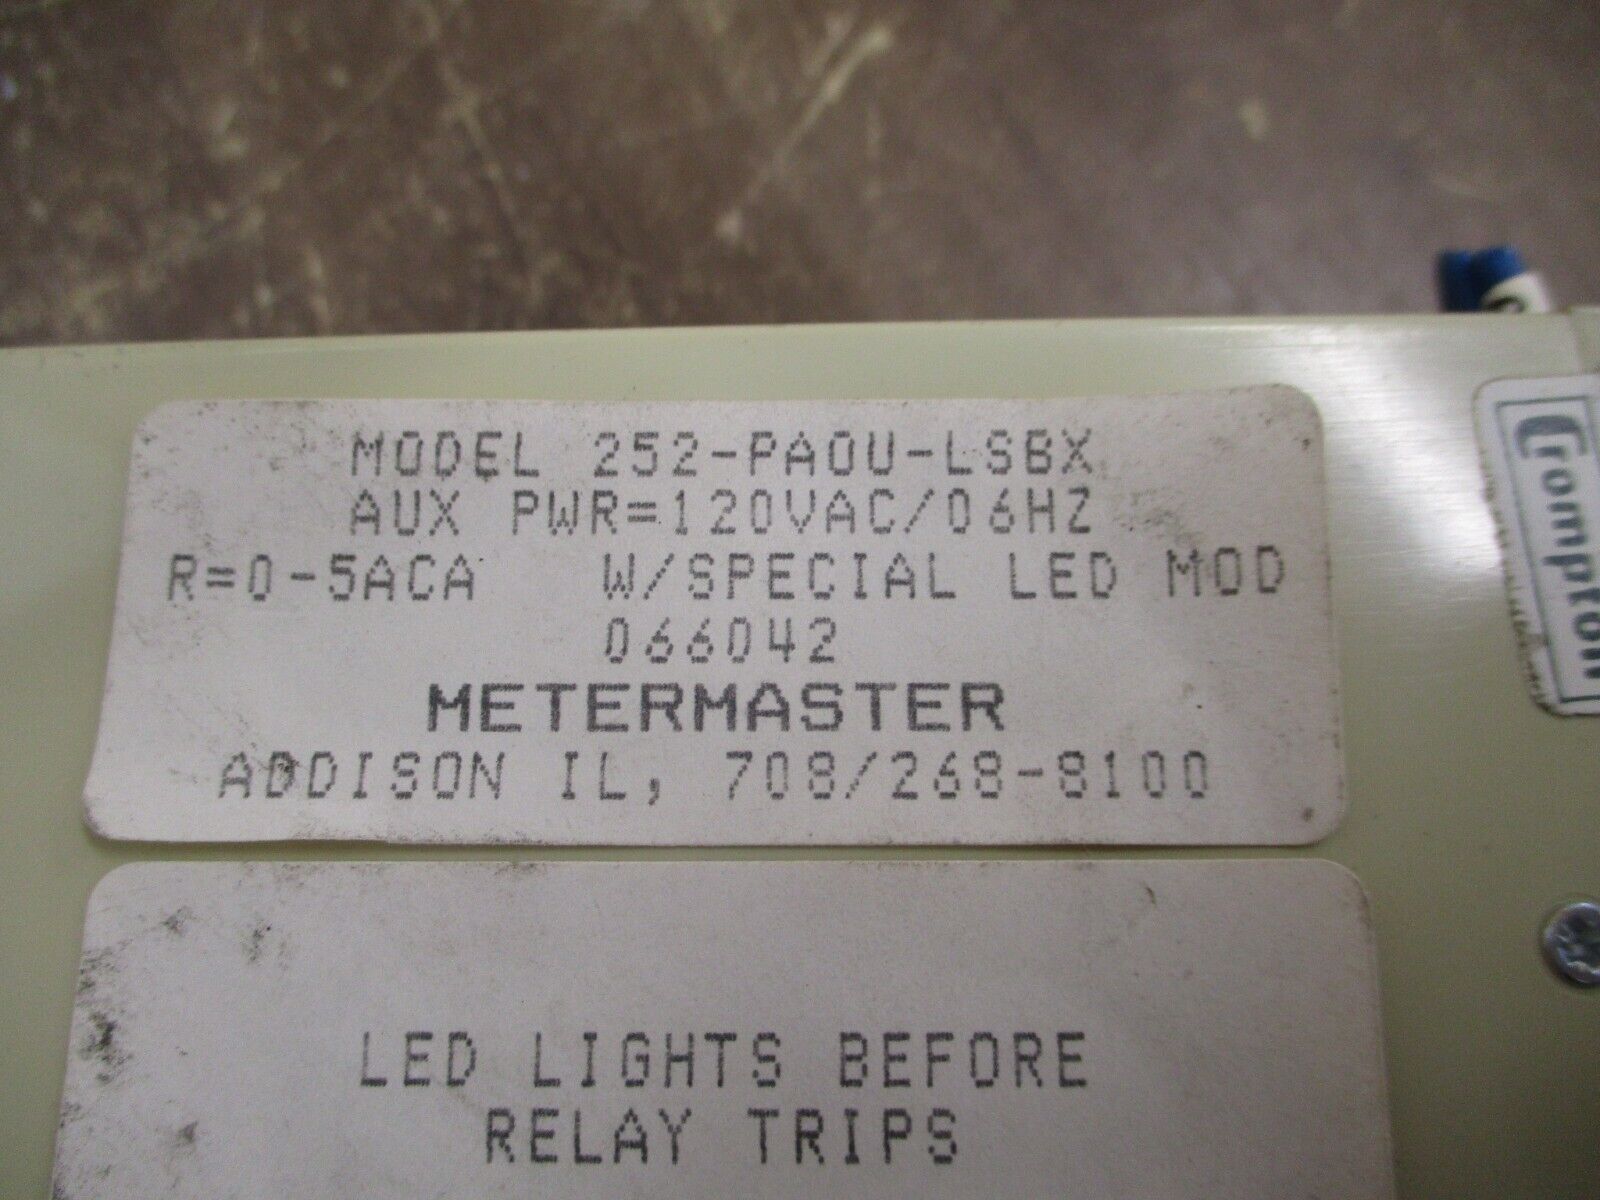 MODEL 252-PAOU-LSBX
AUX PWR=120VAC/06HZ
R=0-5ACA W/SPECIAL LED MOD
066042
METERMASTER
ADDISON IL, 708/268-8100
Crompton
LED LIGHTS BEFORE
RELAY TRIPS